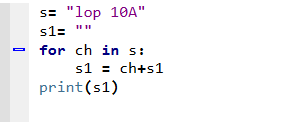 s= "lop 10A"
s1= ""
for ch in s:
    s1 = ch+s1
print(s1)